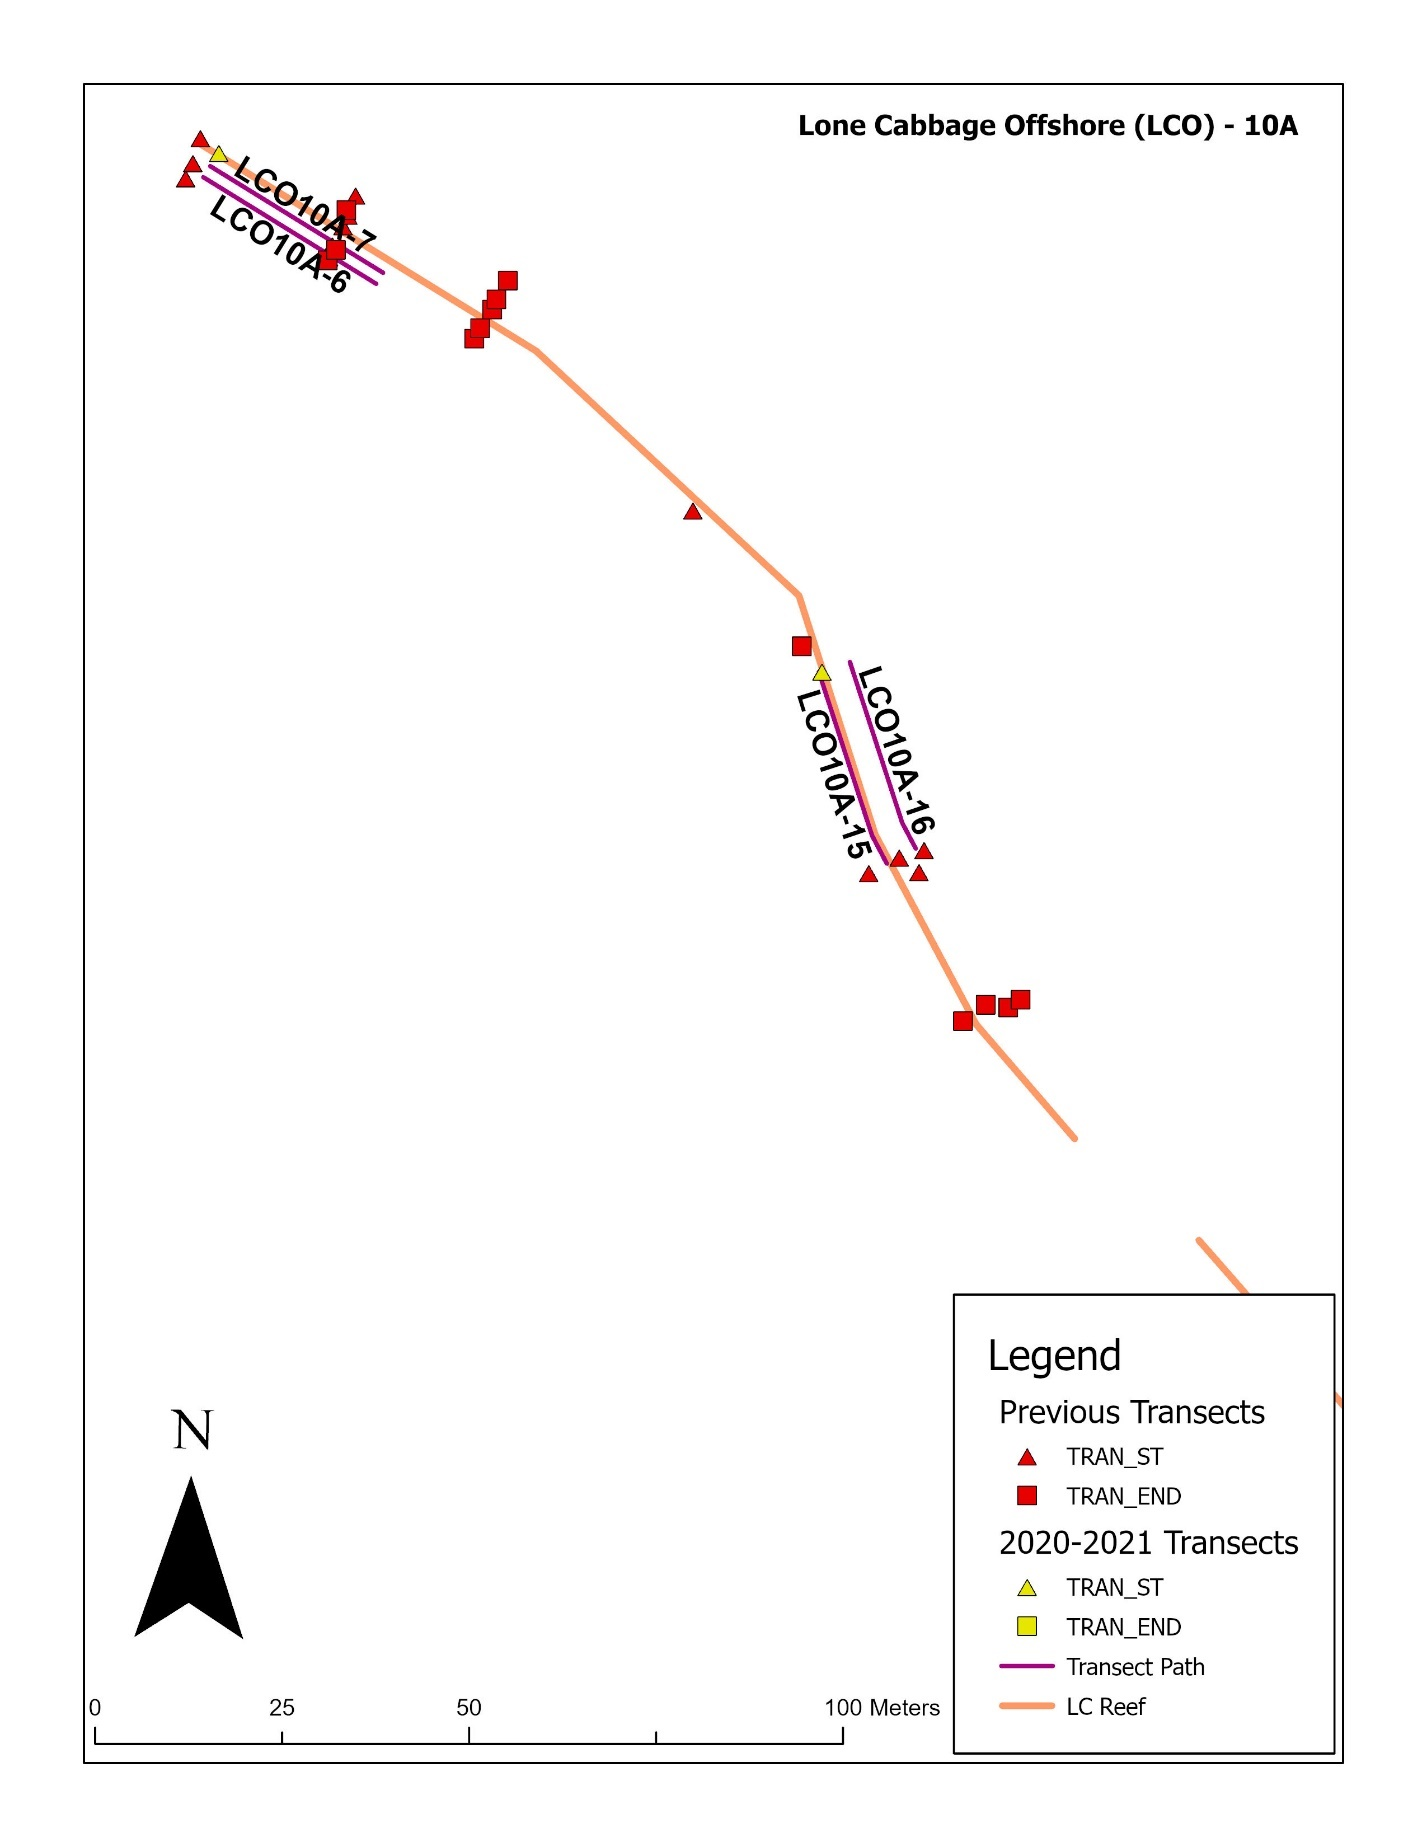 Lone Cabbage Offshore (LCO) - 10A
LCO10A-7
LCO10A-6
LCO10A-16
LCO10A-15
Legend
Previous Transects
TRAN_ST
TRAN_END
2020-2021 Transects
TRAN_ST
TRAN_END
Transect Path
LC Reef
N
0 25 50 100 Meters